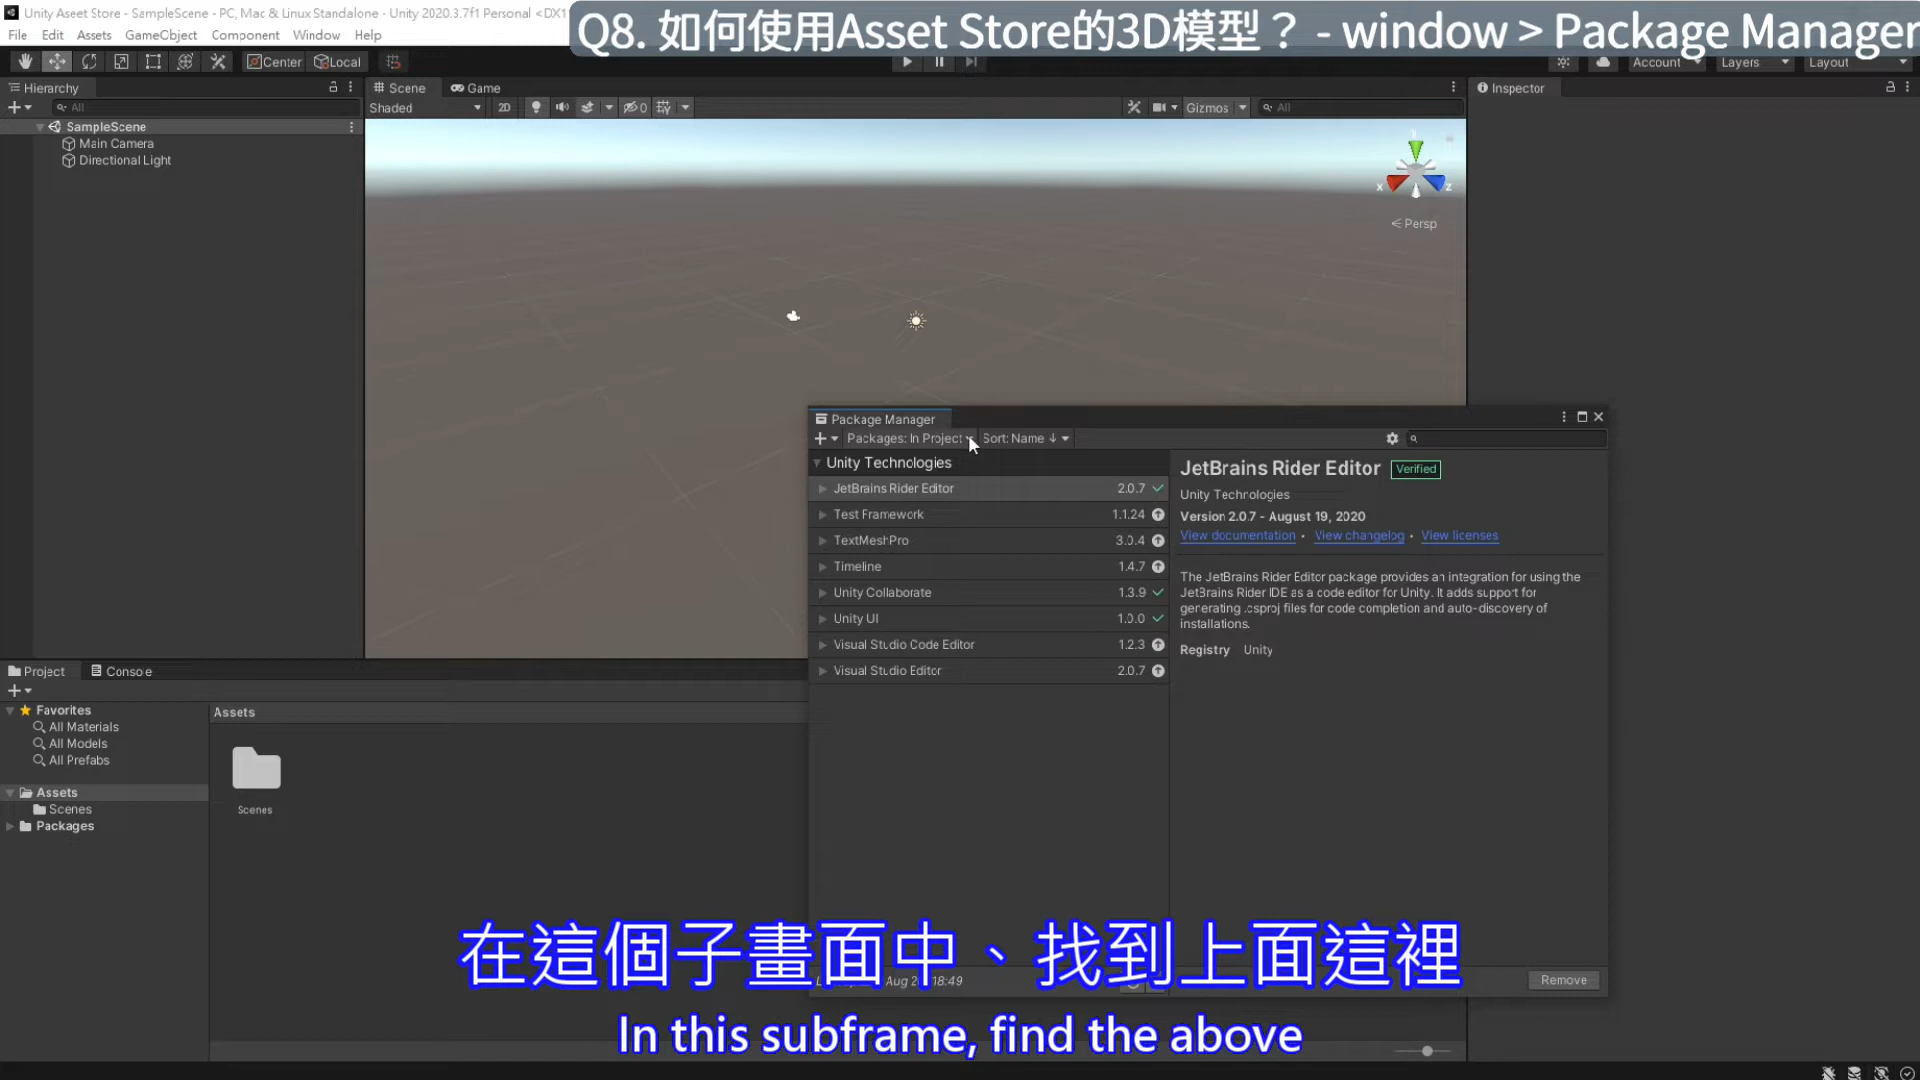 Unity Aseet Store - SampleScene - PC, Mac & Linux Standalone - Unity 2020.3.7f1 Personal <DX1
Q8. 如何使用Asset Store的3D模型？ - window > Package Manager
File Edit Assets GameObject Component Window Help
Center Local
Account Layers Layout
Hierarchy
Scene Game
Inspector
All
Shaded 2D 0 Gizmos All
SampleScene
Main Camera
Directional Light
x z
Persp
Package Manager
Packages: In Project Sort: Name ↓
Unity Technologies
JetBrains Rider Editor 2.0.7
Test Framework 1.1.24
TextMeshPro 3.0.4
Timeline 1.4.7
Unity Collaborate 1.3.9
Unity UI 1.0.0
Visual Studio Code Editor 1.2.3
Visual Studio Editor 2.0.7
JetBrains Rider Editor Verified
Unity Technologies
Version 2.0.7 - August 19, 2020
View documentation • View changelog • View licenses
The JetBrains Rider Editor package provides an integration for using the
JetBrains Rider IDE as a code editor for Unity. It adds support for
generating .csproj files for code completion and auto-discovery of
installations.
Registry Unity
Project Console
Favorites
All Materials
All Models
All Prefabs
Assets
Scenes
Packages
Assets
Scenes
在這個子畫面中、找到上面這裡
18:49
Remove
In this subframe, find the above